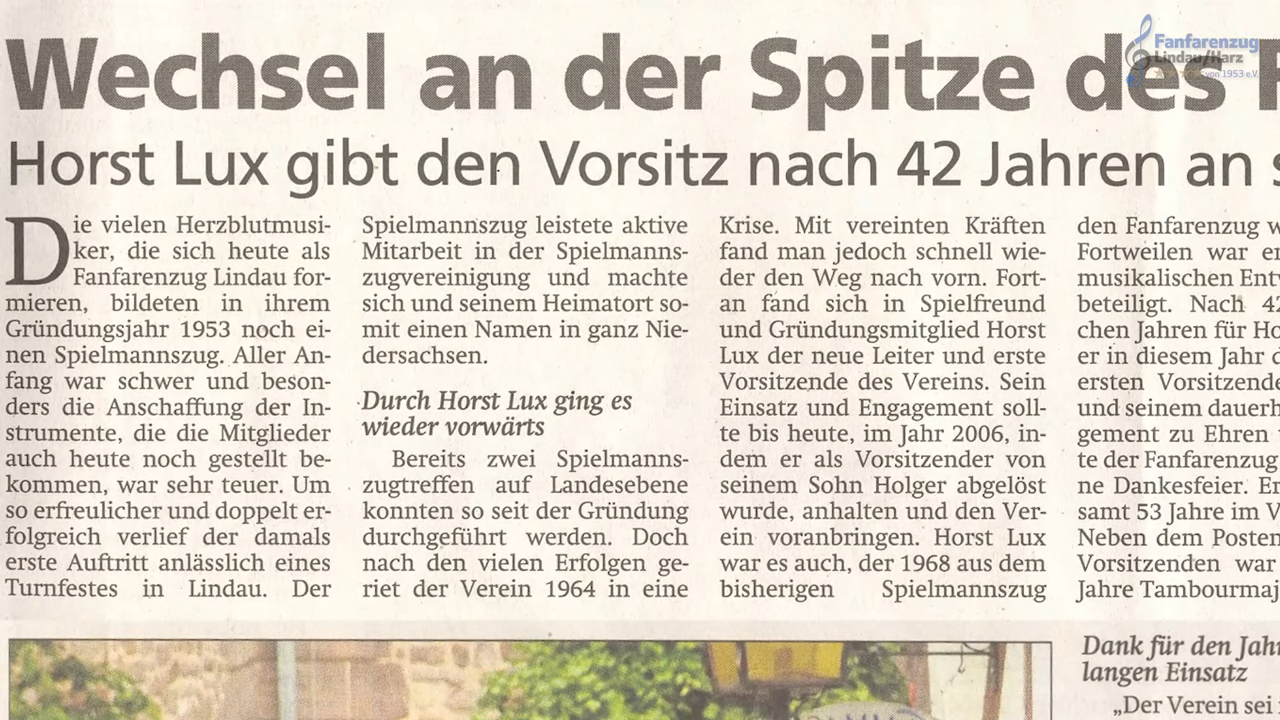 Fanfarenzug
Lindau/Harz
von 1953 e.V.
Wechsel an der Spitze des
Horst Lux gibt den Vorsitz nach 42 Jahren an
Die vielen Herzblutmusi-
ker, die sich heute als
Fanfarenzug Lindau for-
mieren, bildeten in ihrem
Gründungsjahr 1953 noch ei-
nen Spielmannszug. Aller An-
fang war schwer und beson-
ders die Anschaffung der In-
strumente, die die Mitglieder
auch heute noch gestellt be-
kommen, war sehr teuer. Um
so erfreulicher und doppelt er-
folgreich verlief der damals
erste Auftritt anlässlich eines
Turnfestes in Lindau. Der
Spielmannszug leistete aktive
Mitarbeit in der Spielmanns-
zugvereinigung und machte
sich und seinem Heimatort so-
mit einen Namen in ganz Nie-
dersachsen.
Durch Horst Lux ging es
wieder vorwärts
Bereits zwei Spielmanns-
zugtreffen auf Landesebene
konnten so seit der Gründung
durchgeführt werden. Doch
nach den vielen Erfolgen ge-
riet der Verein 1964 in eine
Krise. Mit vereinten Kräften
fand man jedoch schnell wie-
der den Weg nach vorn. Fort-
an fand sich in Spielfreund
und Gründungsmitglied Horst
Lux der neue Leiter und erste
Vorsitzende des Vereins. Sein
Einsatz und Engagement soll-
te bis heute, im Jahr 2006, in-
dem er als Vorsitzender von
seinem Sohn Holger abgelöst
wurde, anhalten und den Ver-
ein voranbringen. Horst Lux
war es auch, der 1968 aus dem
bisherigen Spielmannszug
den Fanfarenzug
Fortweilen war
musikalischen
beteiligt. Nach
chen Jahren für
er in diesem Jahr
ersten Vorsitzende
und seinem
gement zu Ehren
te der Fanfarenzug
ne Dankesfeier.
samt 53 Jahre im
Neben dem Posten
Vorsitzenden war
Jahre Tambourmaj
Dank für den
langen Einsatz
„Der Verein sei